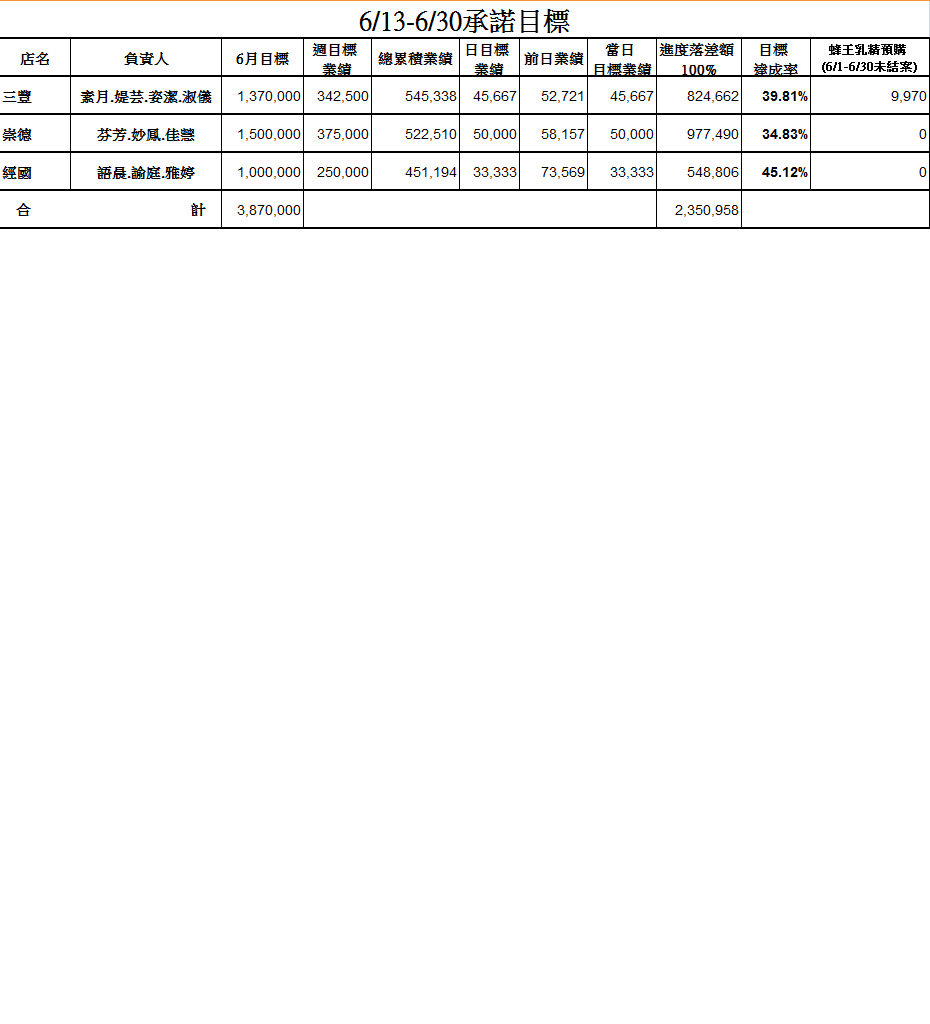 6/13-6/30承諾目標
店名 負責人 6月目標 週目標業績 總累積業績 日目標業績 前日業績 當日目標業績 進度落差額100% 目標達成率 蜂王乳精預購(6/1-6/30未結案)
三豐 素月.媞芸.姿潔.淑儀 1,370,000 342,500 545,338 45,667 52,721 45,667 824,662 39.81% 9,970
崇德 芬芳.妙鳳.佳慧 1,500,000 375,000 522,510 50,000 58,157 50,000 977,490 34.83% 0
經國 語晨.諭庭.雅婷 1,000,000 250,000 451,194 33,333 73,569 33,333 548,806 45.12% 0
合 計 3,870,000 2,350,958